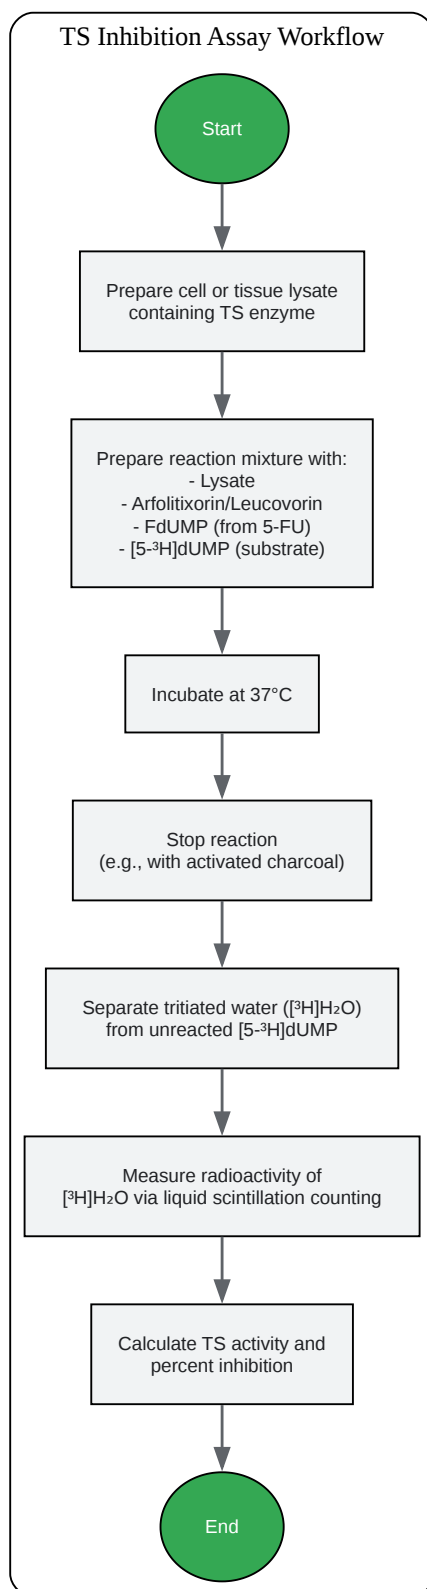 TS Inhibition Assay Workflow
Start
Prepare cell or tissue lysate
containing TS enzyme
Prepare reaction mixture with:
- Lysate
- Arfolitixorin/Leucovorin
- FdUMP (from 5-FU)
- [5-³H]dUMP (substrate)
Incubate at 37°C
Stop reaction
(e.g., with activated charcoal)
Separate tritiated water ([³H]H₂O)
from unreacted [5-³H]dUMP
Measure radioactivity of
[³H]H₂O via liquid scintillation counting
Calculate TS activity and
percent inhibition
End